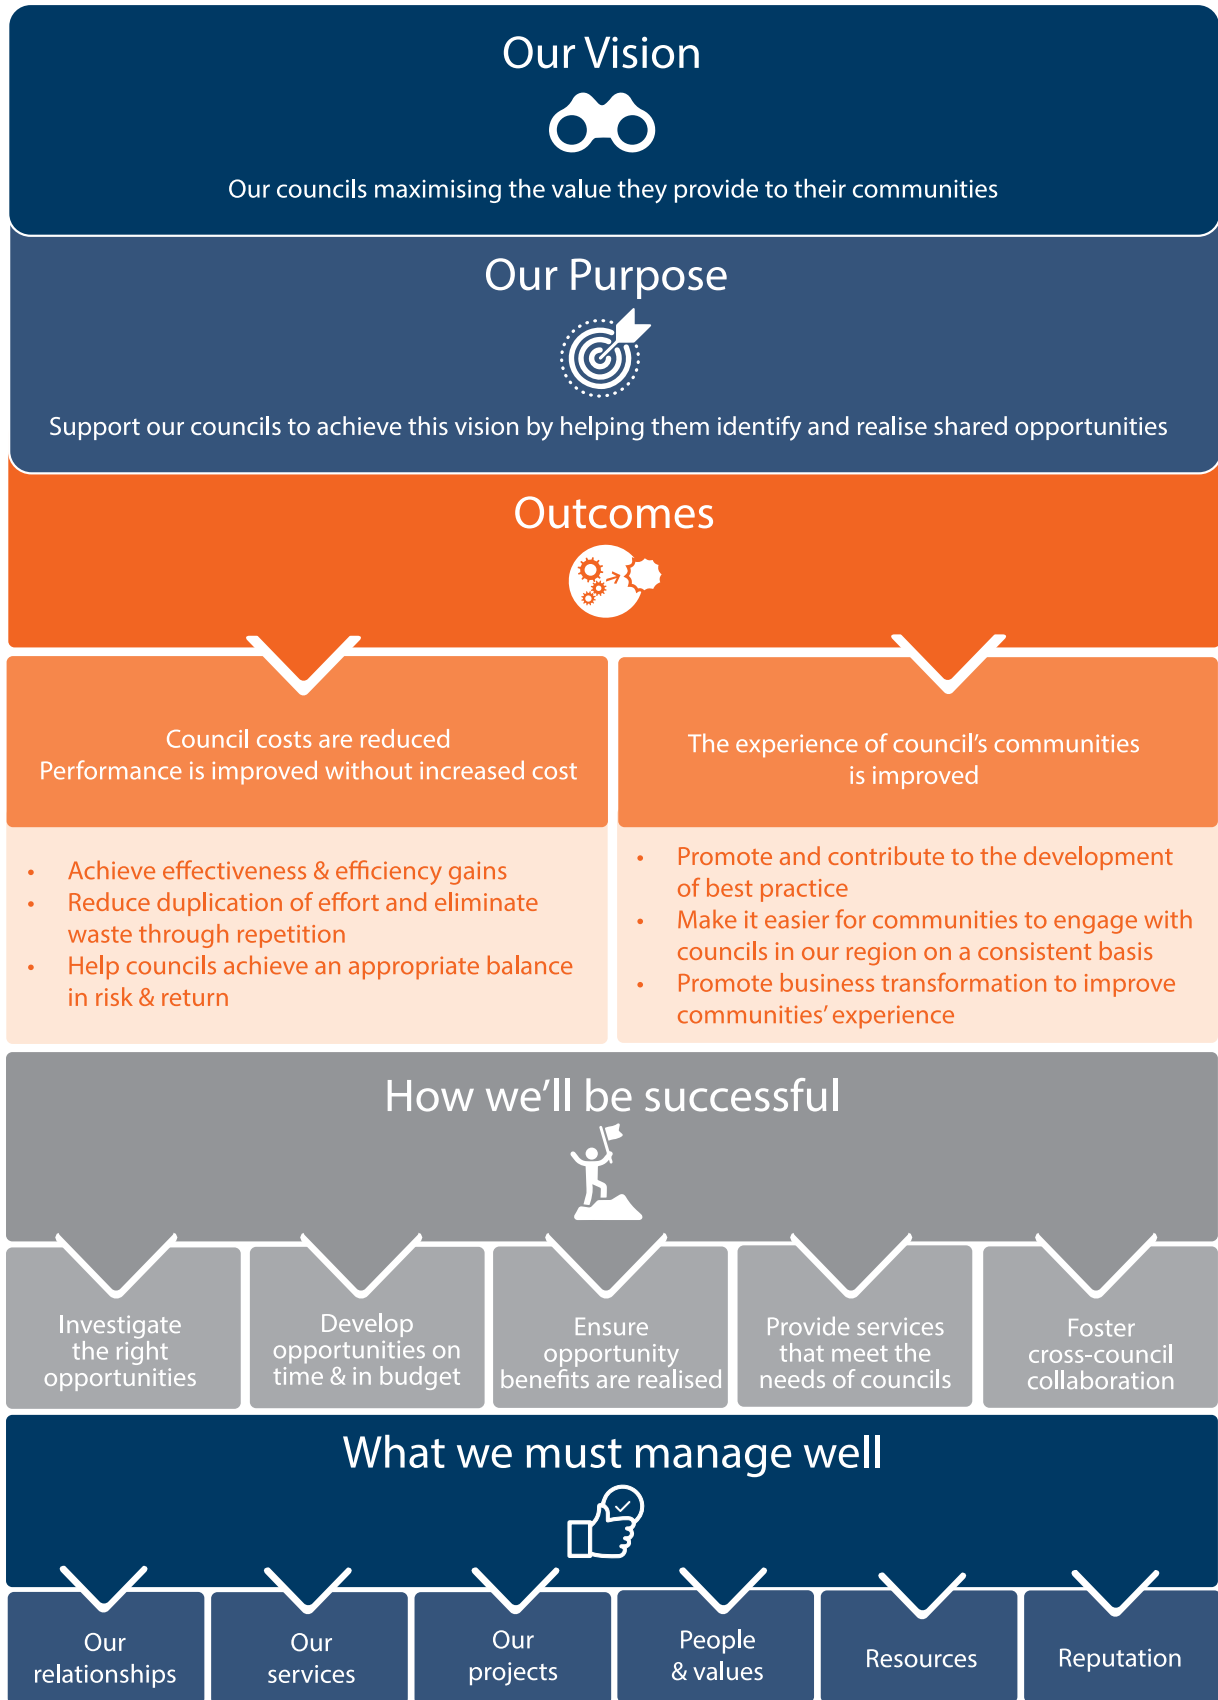 Our Vision
Our councils maximising the value they provide to their communities
Our Purpose
Support our councils to achieve this vision by helping them identify and realise shared opportunities
Outcomes
Council costs are reduced
Performance is improved without increased cost
The experience of council's communities
is improved
• Achieve effectiveness & efficiency gains
• Reduce duplication of effort and eliminate
waste through repetition
• Help councils achieve an appropriate balance
in risk & return
• Promote and contribute to the development
of best practice
• Make it easier for communities to engage with
councils in our region on a consistent basis
• Promote business transformation to improve
communities' experience
How we'll be successful
Investigate
the right
opportunities
Develop
opportunities on
time & in budget
Ensure
opportunity
benefits are realised
Provide services
that meet the
needs of councils
Foster
cross-council
collaboration
What we must manage well
Our
relationships
Our
services
Our
projects
People
& values
Resources
Reputation